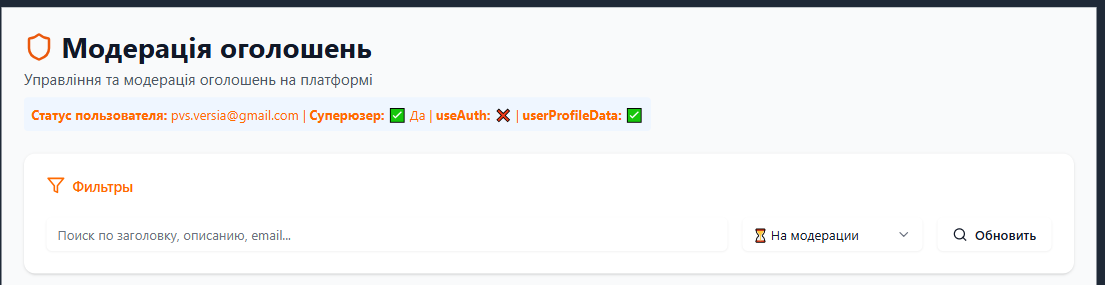 Модерація оголошень
Управління та модерація оголошень на платформі
Статус пользователя: pvs.versia@gmail.com | Суперюзер: ✅ Да | useAuth: ❌ | userProfileData: ✅
Фильтры
Поиск по заголовку, описанию, email...
⏳ На модерации
Обновить